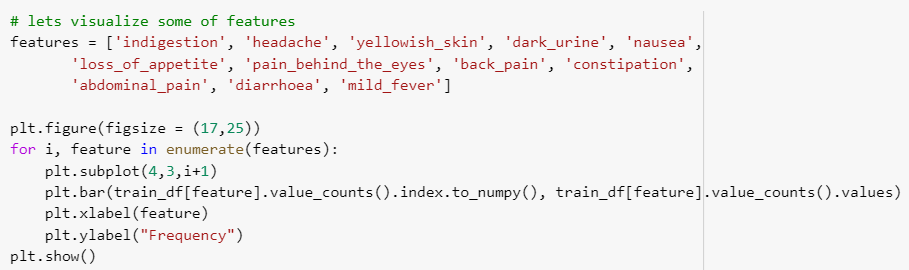 # lets visualize some of features
features = ['indigestion', 'headache', 'yellowish_skin', 'dark_urine', 'nausea',
       'loss_of_appetite', 'pain_behind_the_eyes', 'back_pain', 'constipation',
       'abdominal_pain', 'diarrhoea', 'mild_fever']

plt.figure(figsize = (17,25))
for i, feature in enumerate(features):
    plt.subplot(4,3,i+1)
    plt.bar(train_df[feature].value_counts().index.to_numpy(), train_df[feature].value_counts().values)
    plt.xlabel(feature)
    plt.ylabel("Frequency")
plt.show()